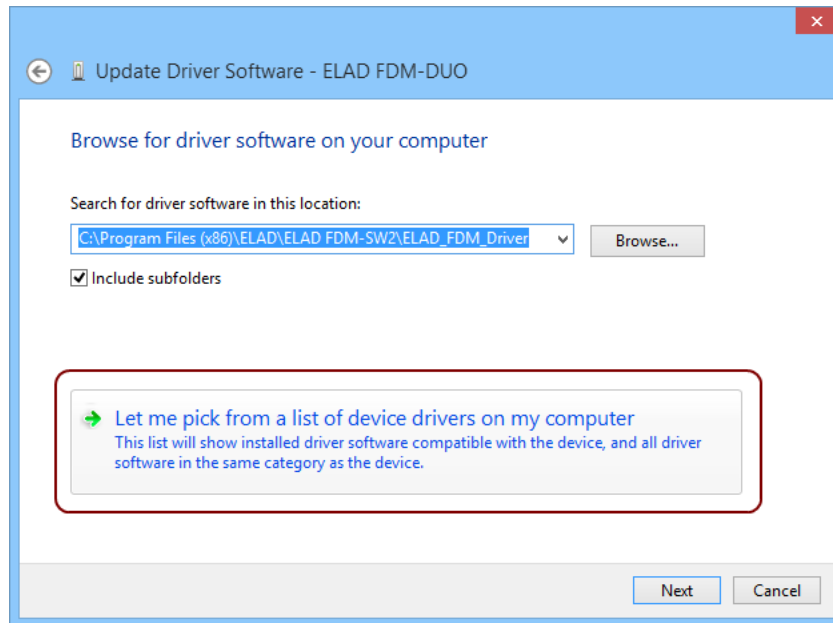 Update Driver Software - ELAD FDM-DUO
Browse for driver software on your computer
Search for driver software in this location:
C:\Program Files (x86)\ELAD\ELAD FDM-SW2\ELAD_FDM_Driver
Browse...
Include subfolders
Let me pick from a list of device drivers on my computer
This list will show installed driver software compatible with the device, and all driver
software in the same category as the device.
Next
Cancel